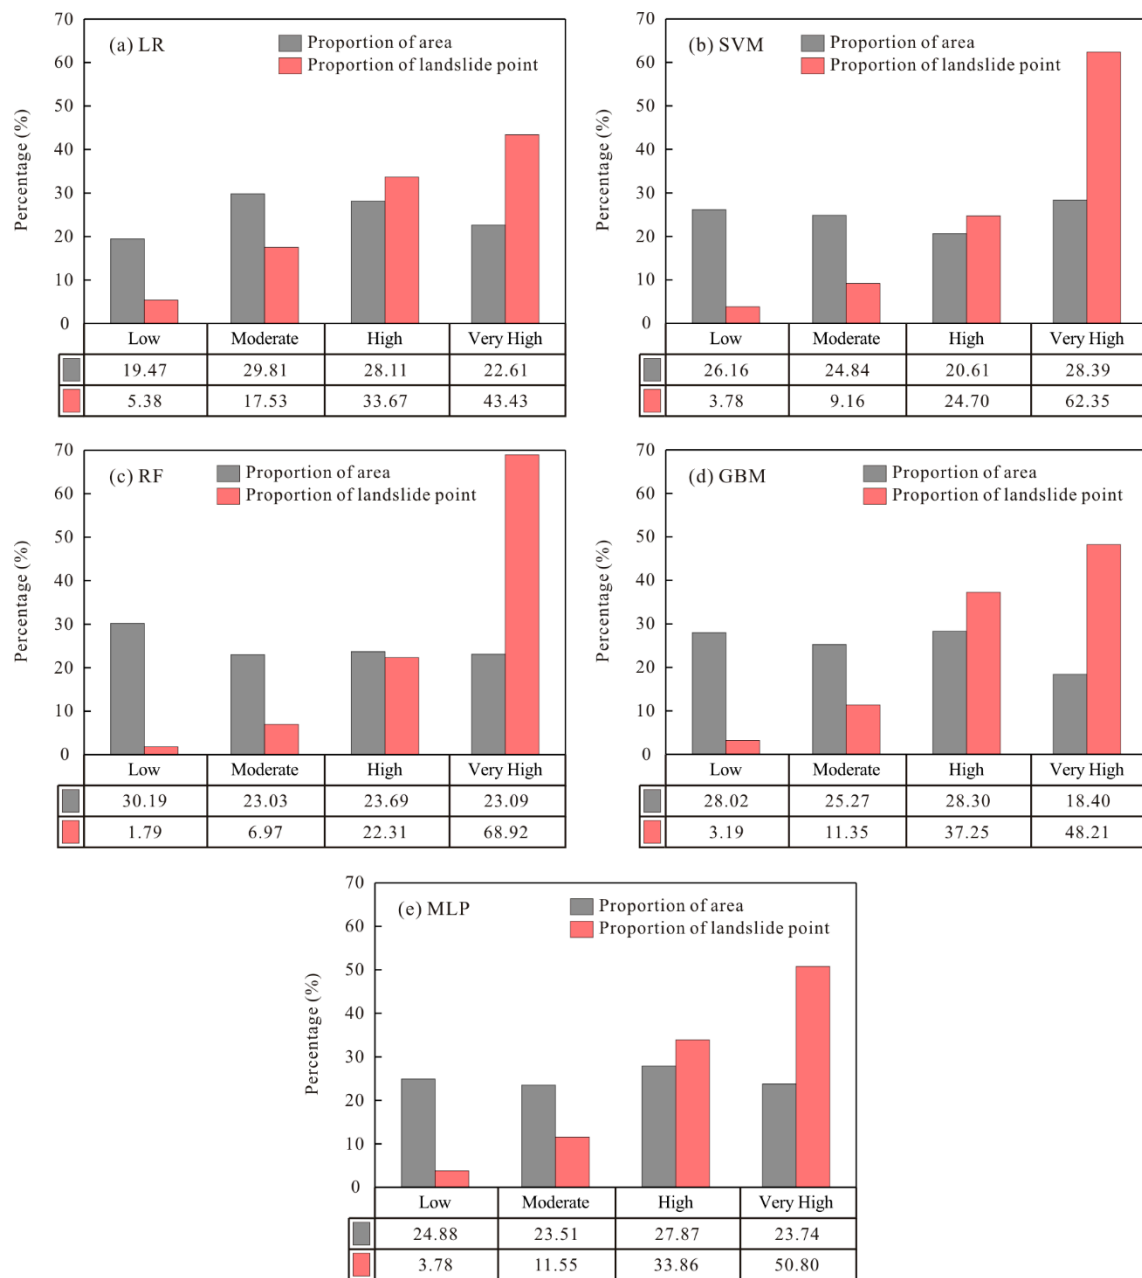 (a) LR
Proportion of area
Proportion of landslide point
Percentage (%)
70
60
50
40
30
20
10
0
Low Moderate High Very High
19.47 29.81 28.11 22.61
5.38 17.53 33.67 43.43
(b) SVM
Proportion of area
Proportion of landslide point
Percentage (%)
70
60
50
40
30
20
10
0
Low Moderate High Very High
26.16 24.84 20.61 28.39
3.78 9.16 24.70 62.35
(c) RF
Proportion of area
Proportion of landslide point
Percentage (%)
70
60
50
40
30
20
10
0
Low Moderate High Very High
30.19 23.03 23.69 23.09
1.79 6.97 22.31 68.92
(d) GBM
Proportion of area
Proportion of landslide point
Percentage (%)
70
60
50
40
30
20
10
0
Low Moderate High Very High
28.02 25.27 28.30 18.40
3.19 11.35 37.25 48.21
(e) MLP
Proportion of area
Proportion of landslide point
Percentage (%)
70
60
50
40
30
20
10
0
Low Moderate High Very High
24.88 23.51 27.87 23.74
3.78 11.55 33.86 50.80